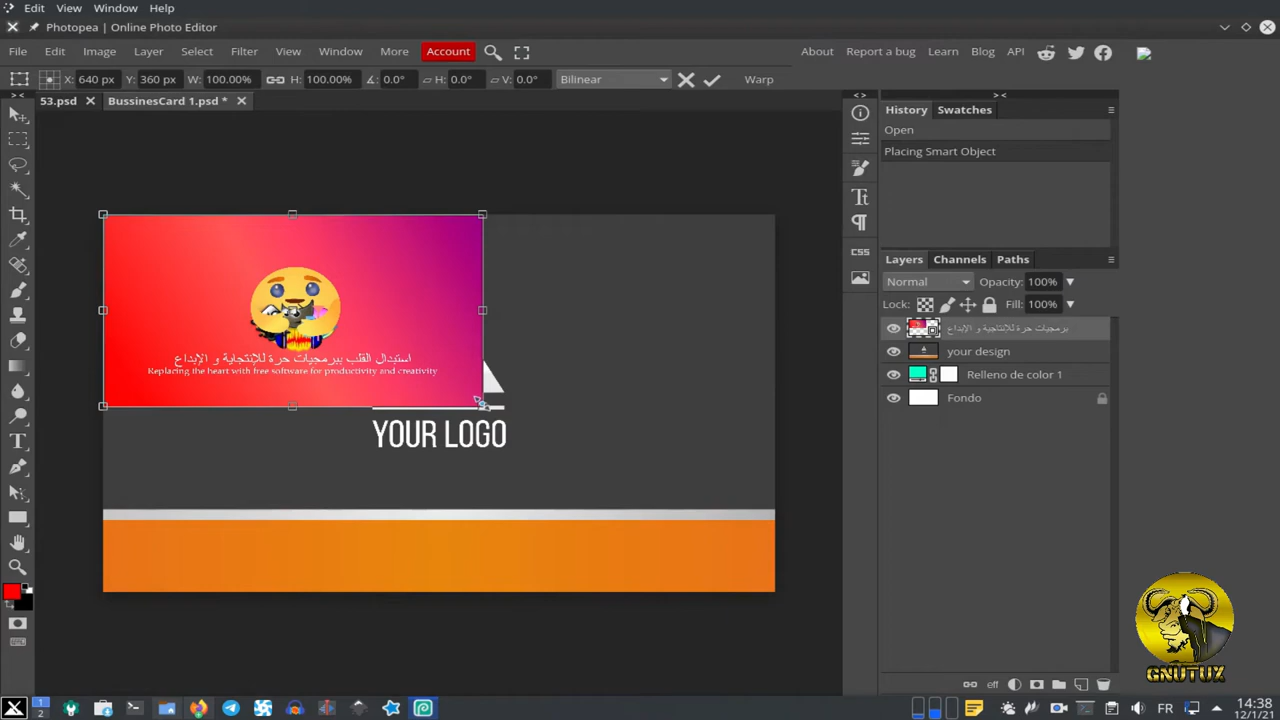 Edit View Window Help
Photopea | Online Photo Editor
File Edit Image Layer Select Filter View Window More Account About Report a bug Learn Blog API
X: 640 px Y: 360 px W: 100.00% H: 100.00% 0.0° H: 0.0° V: 0.0° Bilinear Warp
53.psd BussinesCard 1.psd *
History Swatches
Open
Placing Smart Object
CSS
Layers Channels Paths
Normal Opacity: 100%
Lock: Fill: 100%
برمجيات حرة للإنتاجية و الإبداع
your design
Relleno de color 1
Fondo
eff
استبدال القلب ببرمجيات حرة للإنتجاية و الإبداع
Replacing the heart with free software for productivity and creativity
YOUR LOGO
GNUTUX
1
2
FR
14:38
12/1/21